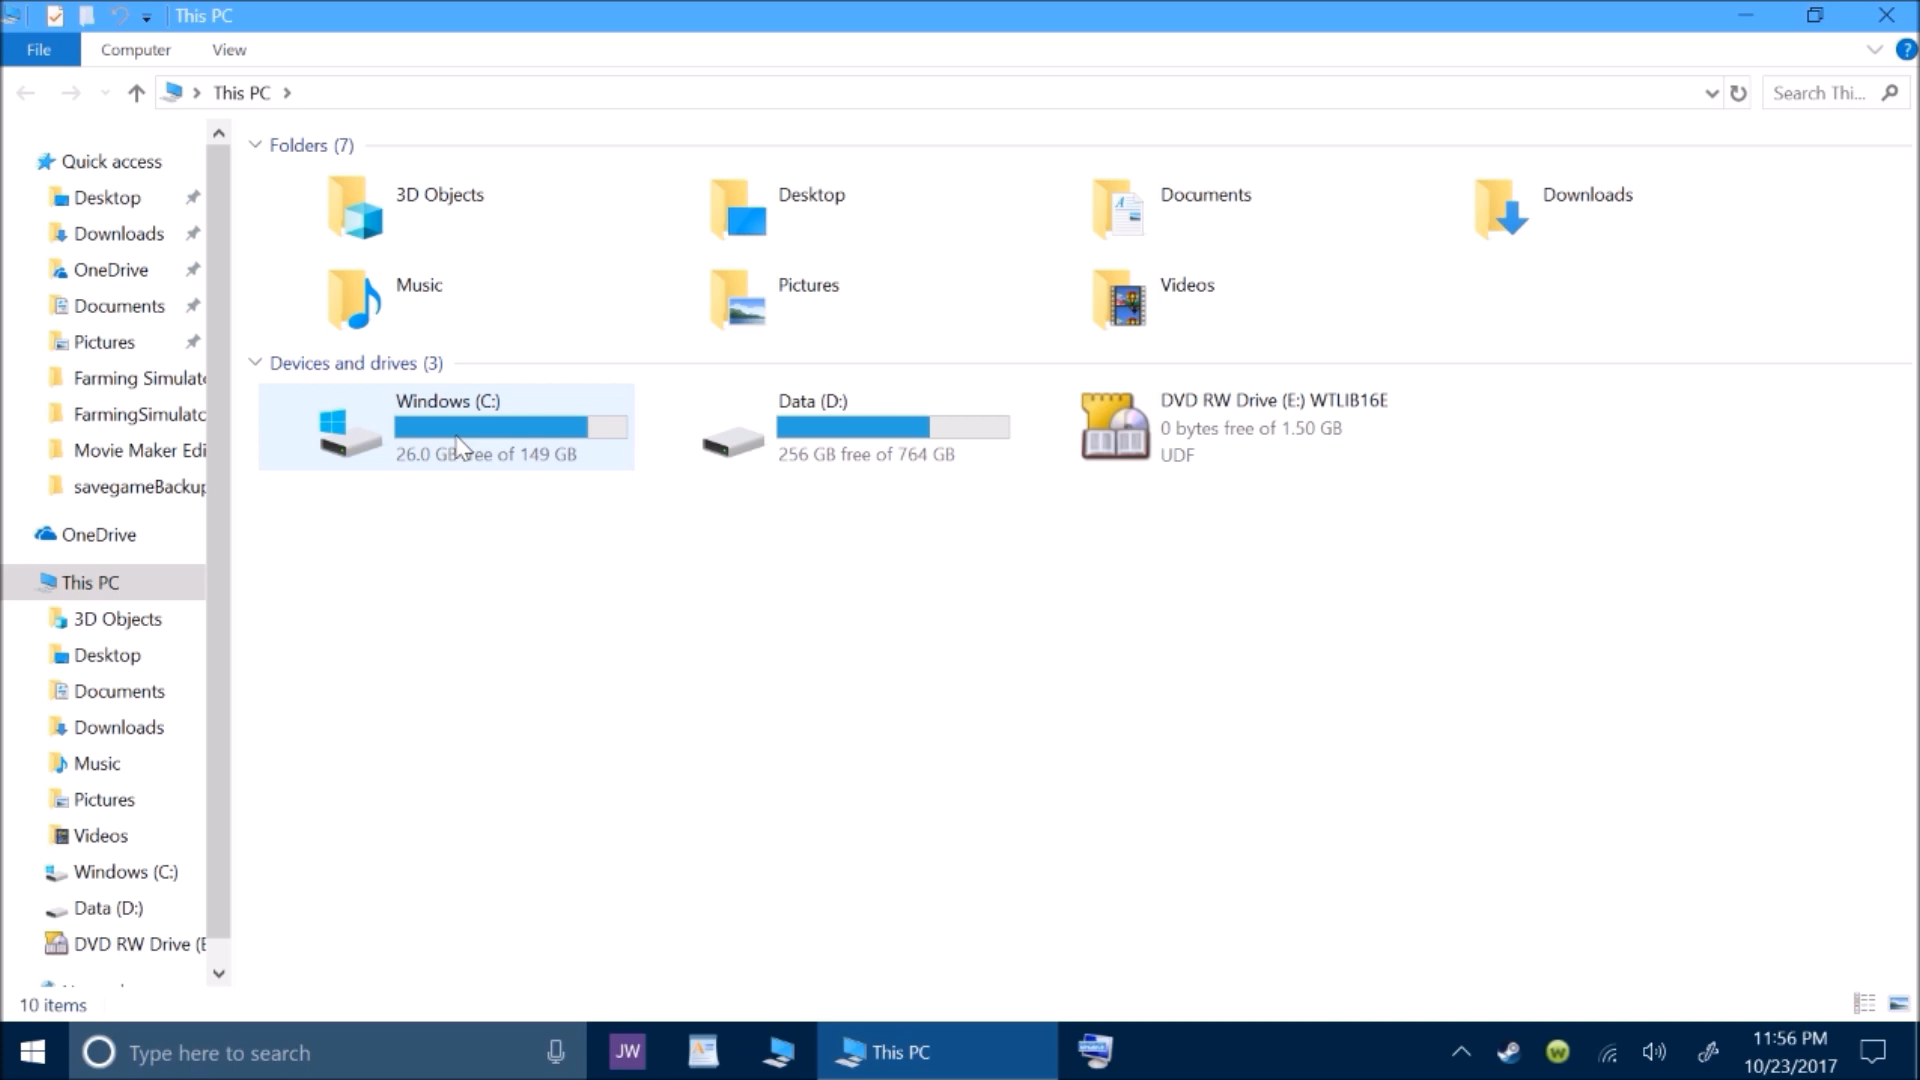 This PC
File Computer View
This PC
Search Thi...
Quick access
Desktop
Downloads
OneDrive
Documents
Pictures
Farming Simulat
FarmingSimulatc
Movie Maker Edi
savegameBackup
OneDrive
This PC
3D Objects
Desktop
Documents
Downloads
Music
Pictures
Videos
Windows (C:)
Data (D:)
DVD RW Drive (E
Folders (7)
3D Objects
Desktop
Documents
Downloads
Music
Pictures
Videos
Devices and drives (3)
Windows (C:)
26.0 GB free of 149 GB
Data (D:)
256 GB free of 764 GB
DVD RW Drive (E:) WTLIB16E
0 bytes free of 1.50 GB
UDF
10 items
Type here to search
JW
This PC
W
11:56 PM
10/23/2017